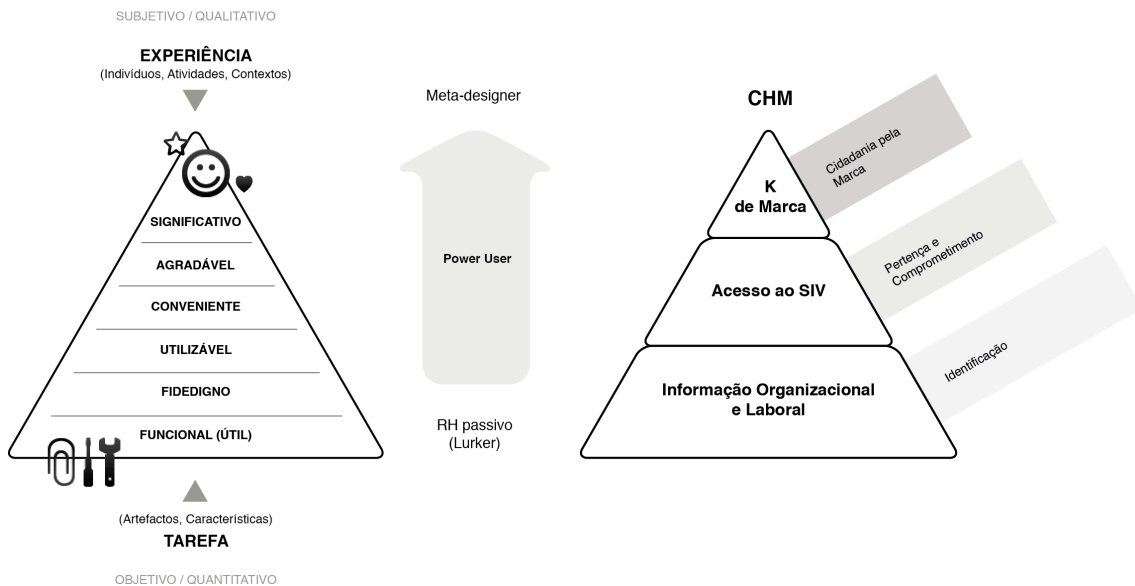 SUBJETIVO / QUALITATIVO
EXPERIÊNCIA
(Indivíduos, Atividades, Contextos)
SIGNIFICATIVO
AGRADÁVEL
CONVENIENTE
UTILIZÁVEL
FIDEDIGNO
FUNCIONAL (ÚTIL)
(Artefactos, Características)
TAREFA
OBJETIVO / QUANTITATIVO
Meta-designer
Power User
RH passivo
(Lurker)
CHM
K
de Marca
Acesso ao SIV
Informação Organizacional
e Laboral
Cidadania pela
Marca
Pertença e
Comprometimento
Identificação